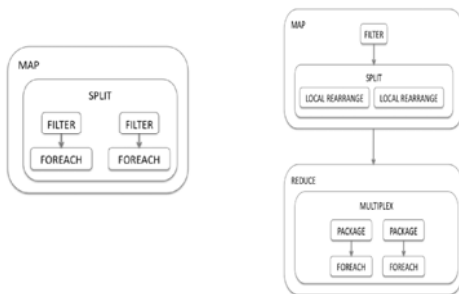 MAP
SPLIT
FILTER FILTER
FOREACH FOREACH
MAP
FILTER
SPLIT
LOCAL REARRANGE LOCAL REARRANGE
REDUCE
MULTIPLEX
PACKAGE PACKAGE
FOREACH FOREACH